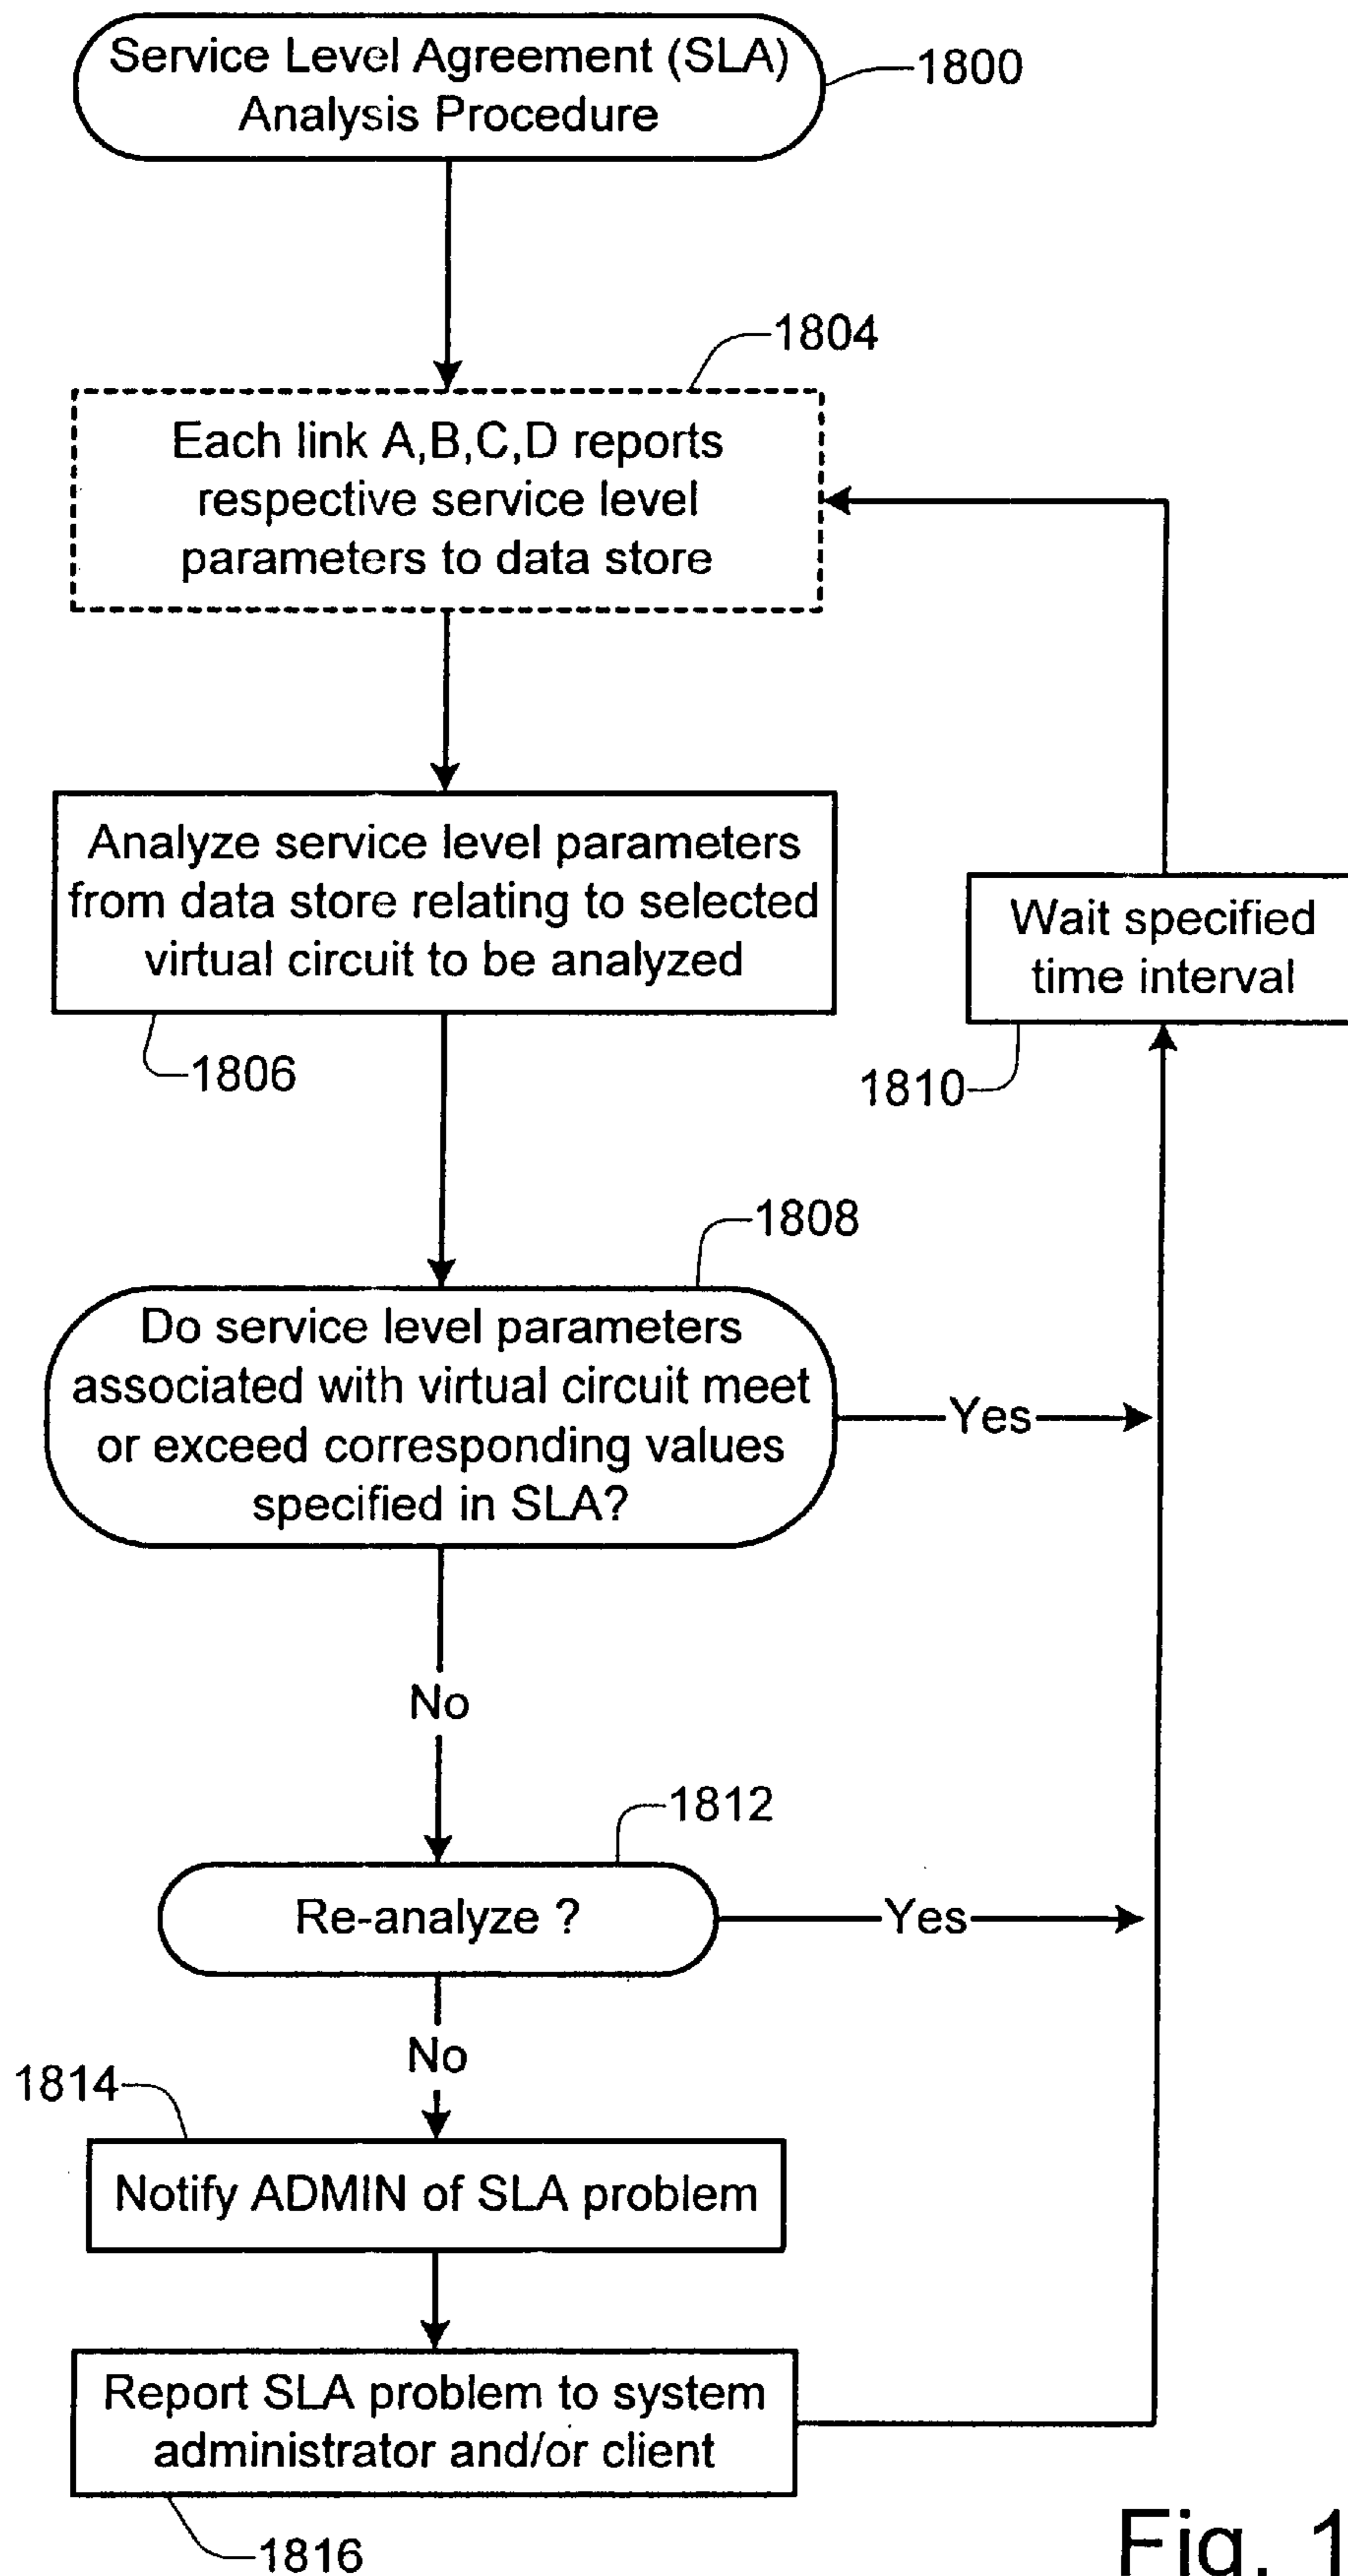 Service Level Agreement (SLA)
Analysis Procedure
1800
1804
Each link A,B,C,D reports
respective service level
parameters to data store
Analyze service level parameters
from data store relating to selected
virtual circuit to be analyzed
1806
Wait specified
time interval
1810
1808
Do service level parameters
associated with virtual circuit meet
or exceed corresponding values
specified in SLA?
Yes
No
1812
Re-analyze ?
Yes
No
1814
Notify ADMIN of SLA problem
Report SLA problem to system
administrator and/or client
1816
Fig. 1